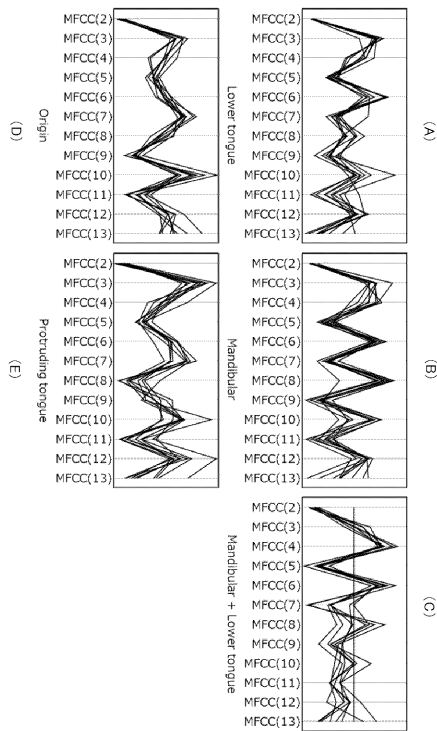 (A)
MFCC(2)
MFCC(3)
MFCC(4)
MFCC(5)
MFCC(6)
MFCC(7)
MFCC(8)
MFCC(9)
MFCC(10)
MFCC(11)
MFCC(12)
MFCC(13)
Lower tongue
(B)
MFCC(2)
MFCC(3)
MFCC(4)
MFCC(5)
MFCC(6)
MFCC(7)
MFCC(8)
MFCC(9)
MFCC(10)
MFCC(11)
MFCC(12)
MFCC(13)
Mandibular
(C)
MFCC(2)
MFCC(3)
MFCC(4)
MFCC(5)
MFCC(6)
MFCC(7)
MFCC(8)
MFCC(9)
MFCC(10)
MFCC(11)
MFCC(12)
MFCC(13)
Mandibular + Lower tongue
MFCC(2)
MFCC(3)
MFCC(4)
MFCC(5)
MFCC(6)
MFCC(7)
MFCC(8)
MFCC(9)
MFCC(10)
MFCC(11)
MFCC(12)
MFCC(13)
Origin
(D)
MFCC(2)
MFCC(3)
MFCC(4)
MFCC(5)
MFCC(6)
MFCC(7)
MFCC(8)
MFCC(9)
MFCC(10)
MFCC(11)
MFCC(12)
MFCC(13)
Protruding tongue
(E)